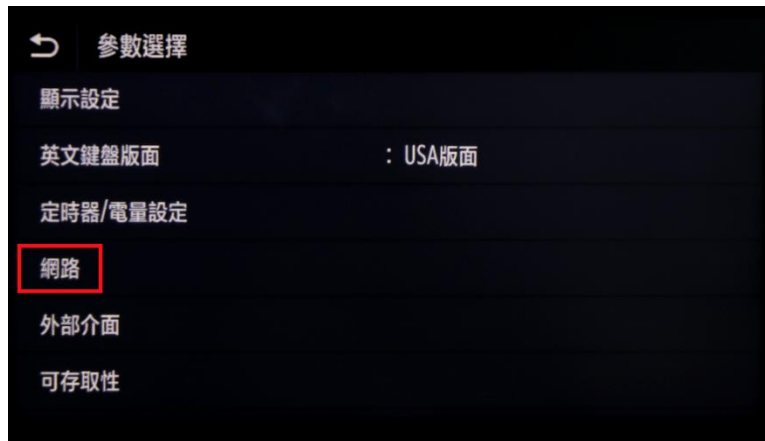 參數選擇
顯示設定
英文鍵盤版面 : USA版面
定時器/電量設定
網路
外部介面
可存取性